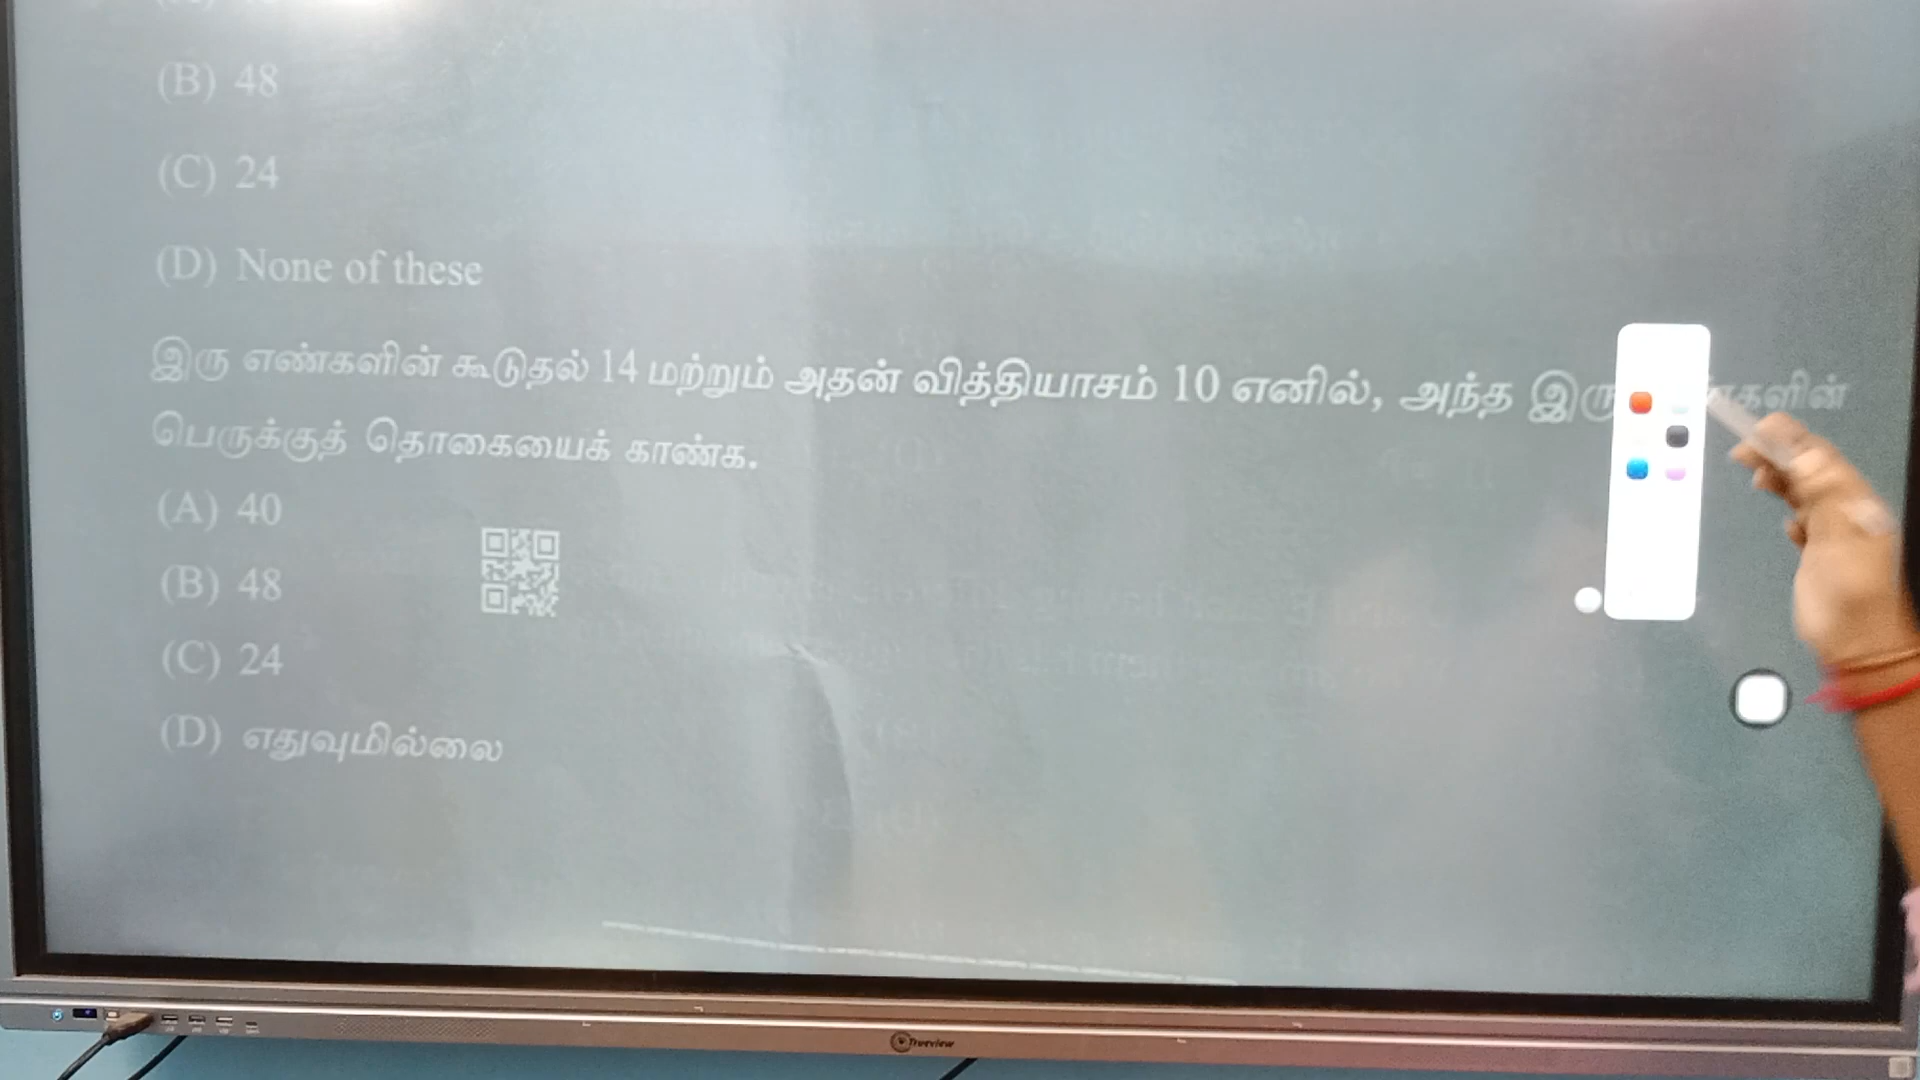 (B) 48
(C) 24
(D) None of these
இரு எண்களின் கூடுதல் 14 மற்றும் அதன் வித்தியாசம் 10 எனில், அந்த இரு
பெருக்குத் தொகையைக் காண்க.
(A) 40
(B) 48
(C) 24
(D) எதுவுமில்லை
Trueview